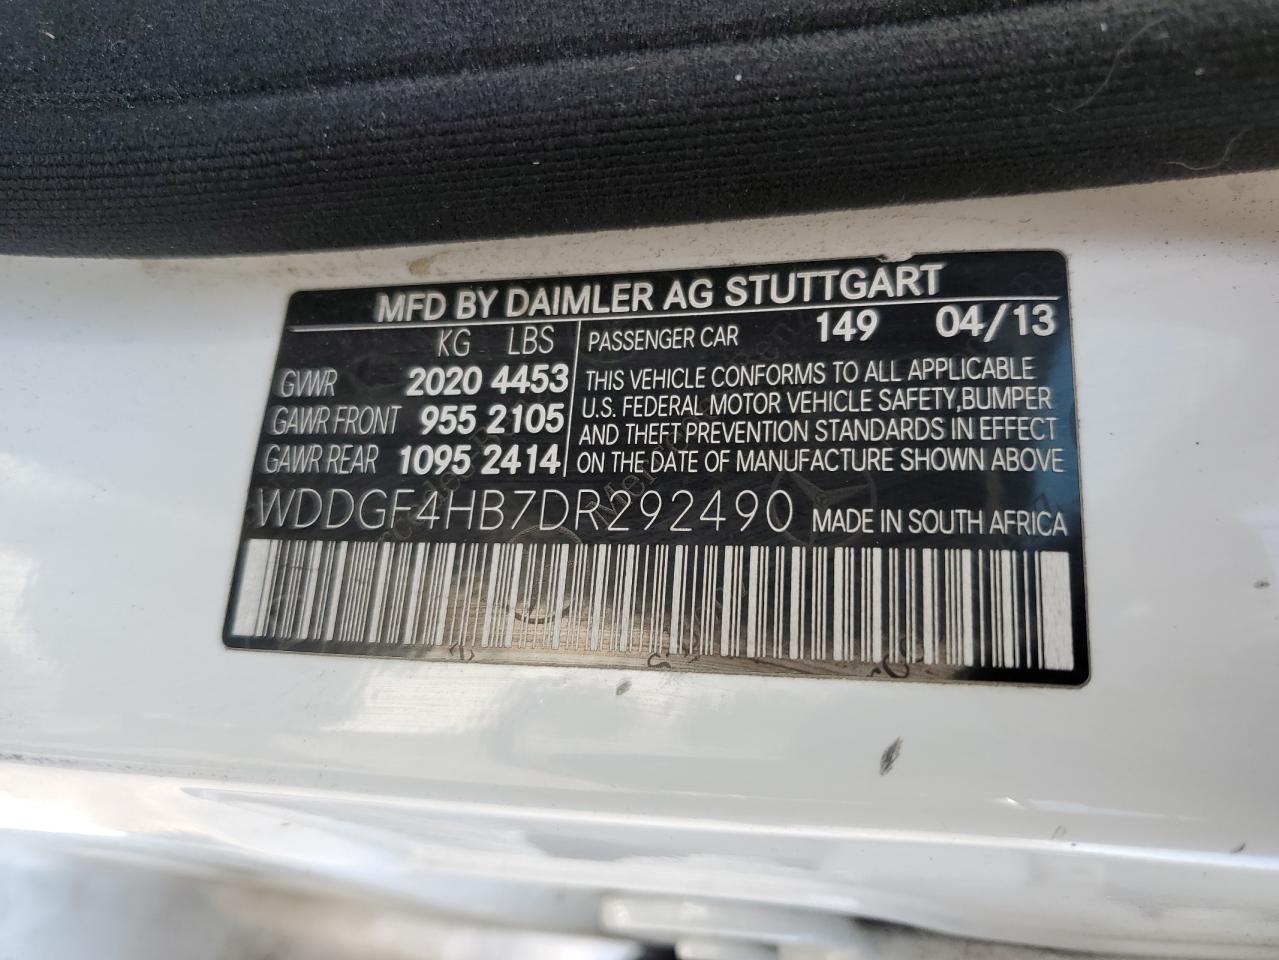 MFD BY DAIMLER AG STUTTGART
KG LBS
GVWR 2020 4453
GAWR FRONT 955 2105
GAWR REAR 1095 2414
PASSENGER CAR 149 04/13
THIS VEHICLE CONFORMS TO ALL APPLICABLE
U.S. FEDERAL MOTOR VEHICLE SAFETY,BUMPER
AND THEFT PREVENTION STANDARDS IN EFFECT
ON THE DATE OF MANUFACTURE SHOWN ABOVE
WDDGF4HB7DR292490 MADE IN SOUTH AFRICA